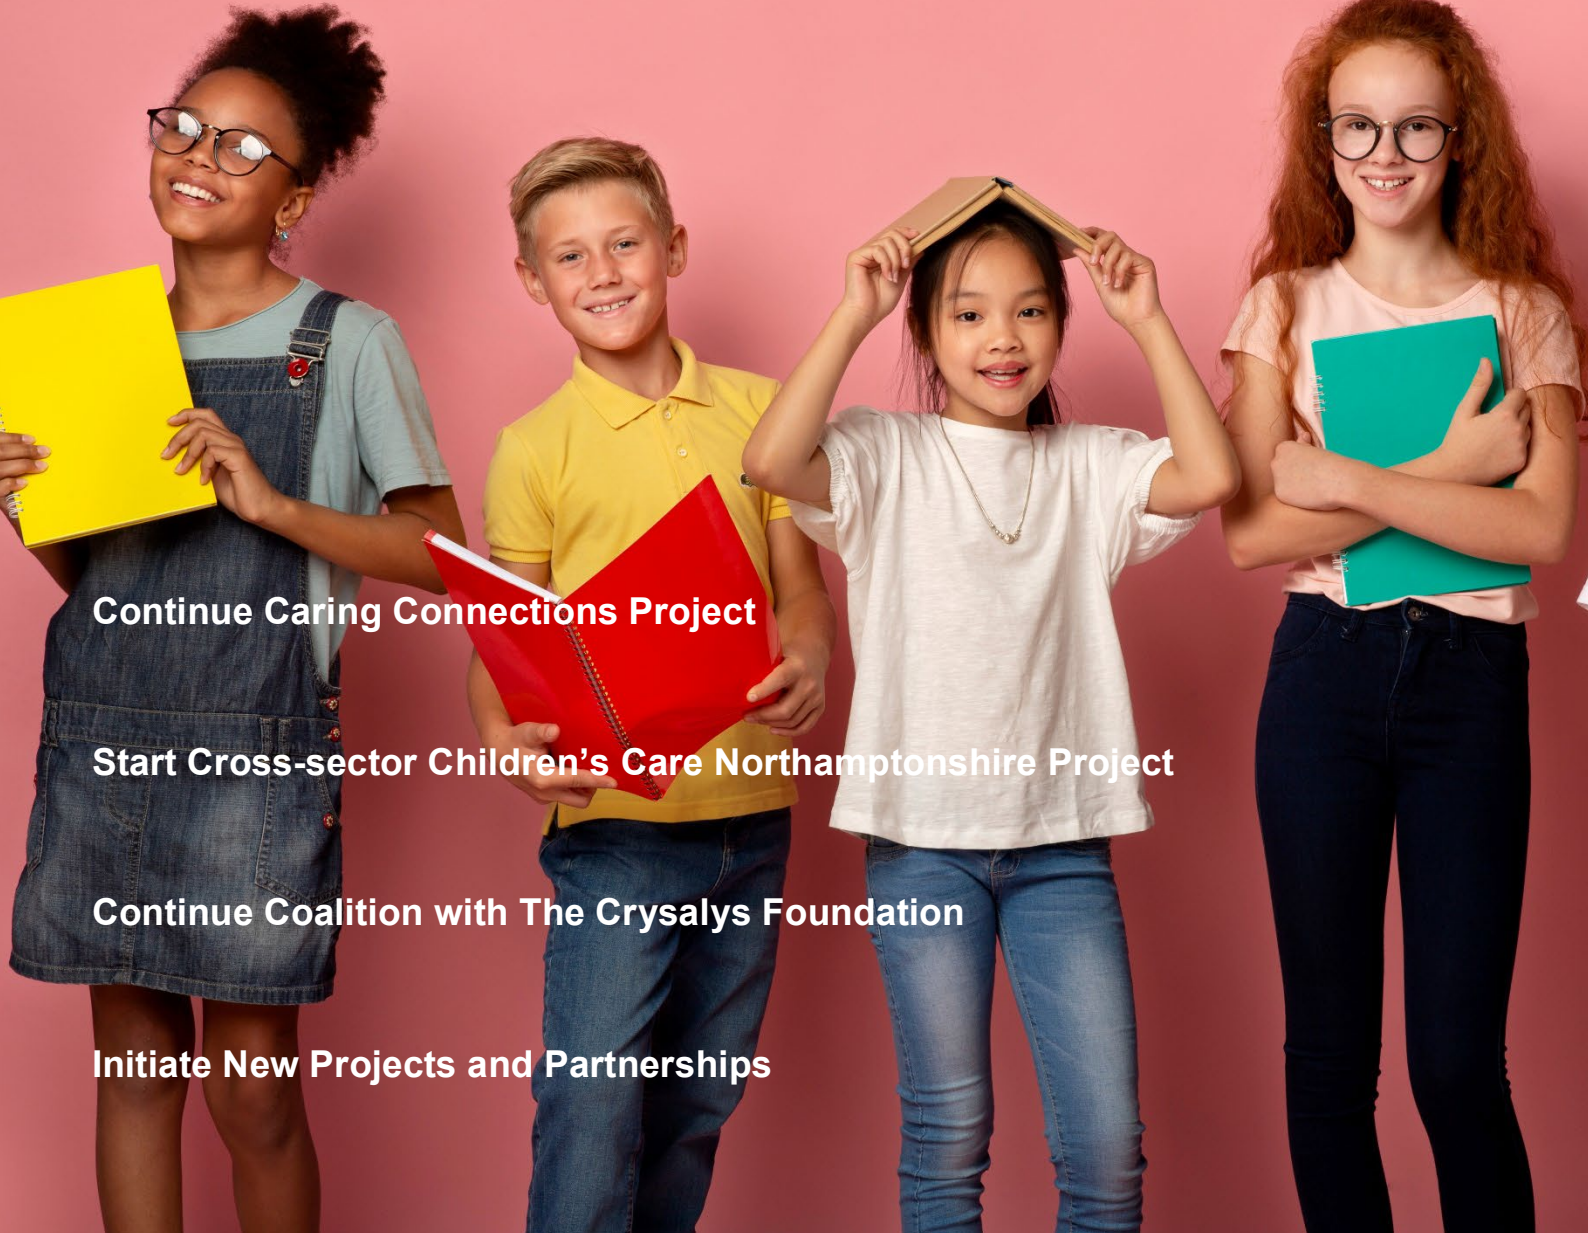 Continue Caring Connections Project
Start Cross-sector Children’s Care Northamptonshire Project
Continue Coalition with The Crysalys Foundation
Initiate New Projects and Partnerships